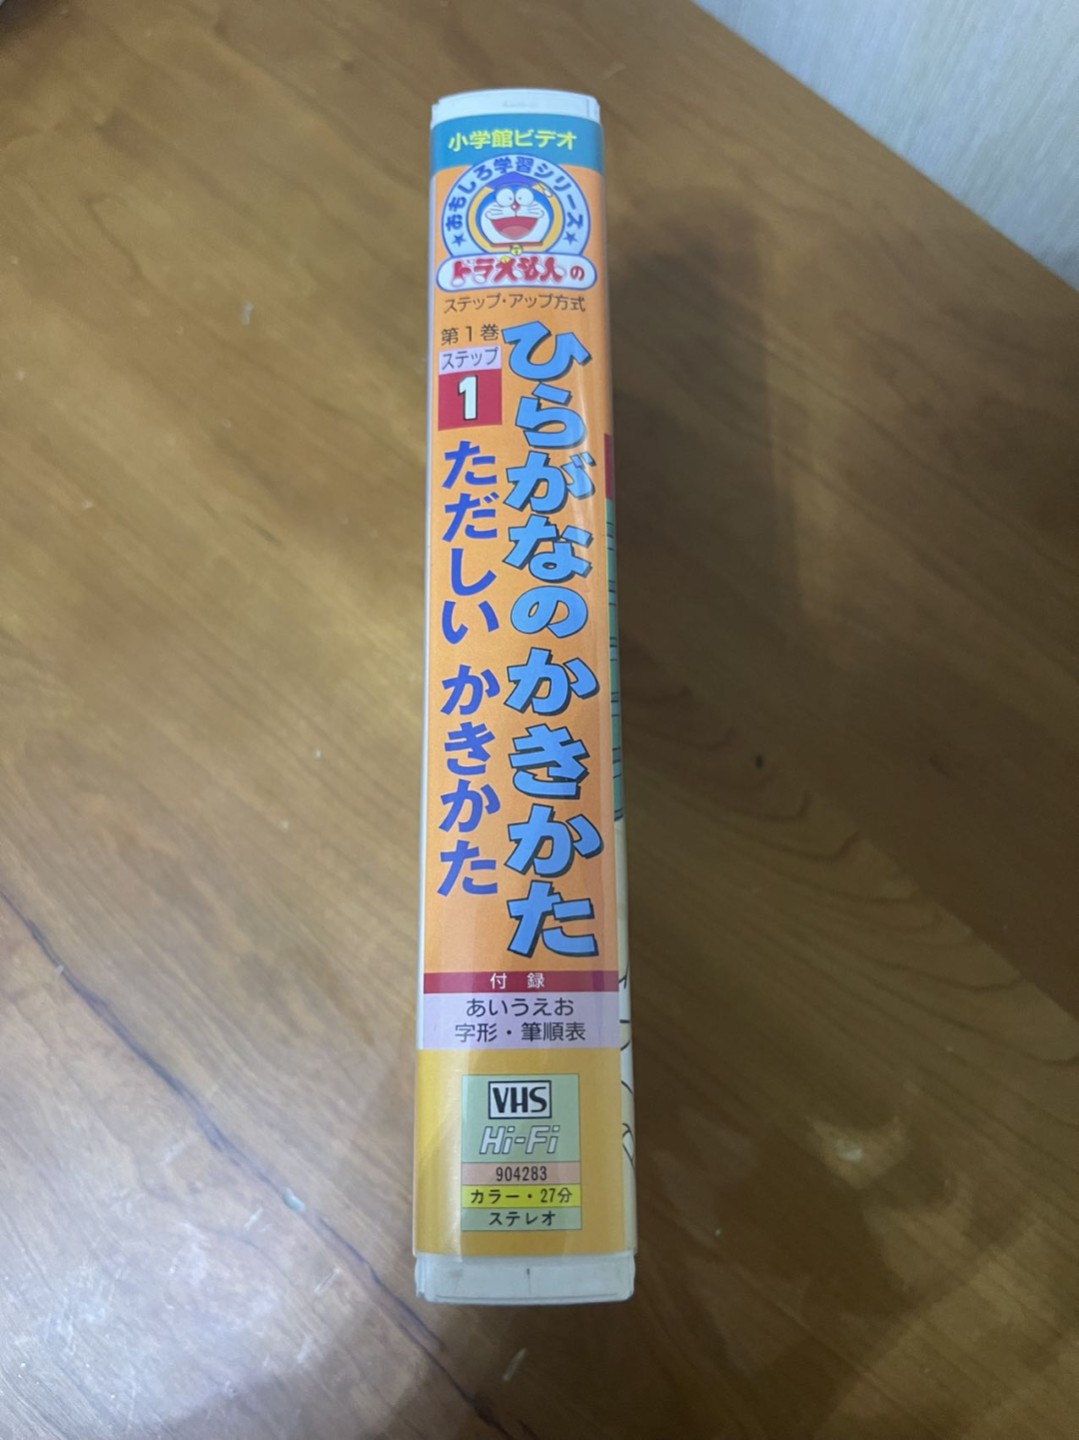 小学館ビデオ
★おもしろ学習シリーズ★
ドラえもんの
ステップ・アップ方式
ひらがなのかきかた
第1巻
ステップ
1
ただしい かきかた
付 録
あいうえお
字形・筆順表
VHS
Hi-Fi
904283
カラー・27分
ステレオ